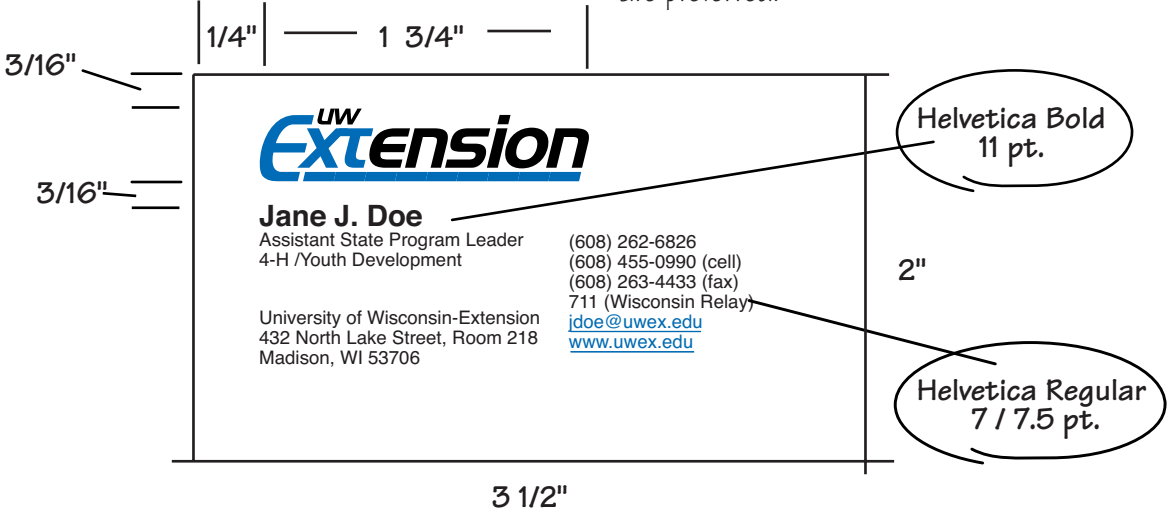 are preferred.
1/4" 1 3/4"
3/16"
UW
Extension
3/16"
Helvetica Bold
11 pt.
Jane J. Doe
Assistant State Program Leader
4-H /Youth Development
(608) 262-6826
(608) 455-0990 (cell)
(608) 263-4433 (fax)
711 (Wisconsin Relay)
jdoe@uwex.edu
www.uwex.edu
University of Wisconsin-Extension
432 North Lake Street, Room 218
Madison, WI 53706
2"
Helvetica Regular
7 / 7.5 pt.
3 1/2"